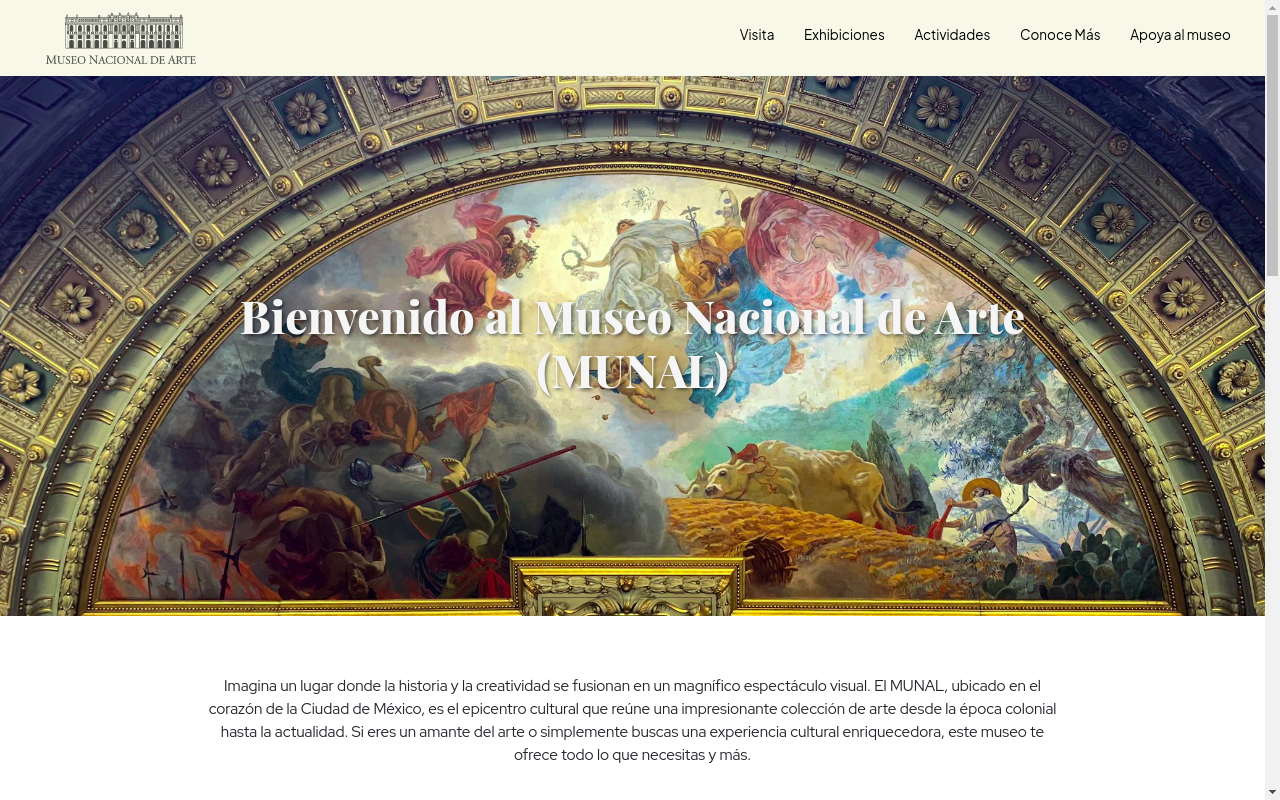 MUSEO NACIONAL DE ARTE
Visita
Exhibiciones
Actividades
Conoce Más
Apoya al museo
Bienvenido al Museo Nacional de Arte
(MUNAL)
Imagina un lugar donde la historia y la creatividad se fusionan en un magnífico espectáculo visual. El MUNAL, ubicado en el
corazón de la Ciudad de México, es el epicentro cultural que reúne una impresionante colección de arte desde la época colonial
hasta la actualidad. Si eres un amante del arte o simplemente buscas una experiencia cultural enriquecedora, este museo te
ofrece todo lo que necesitas y más.